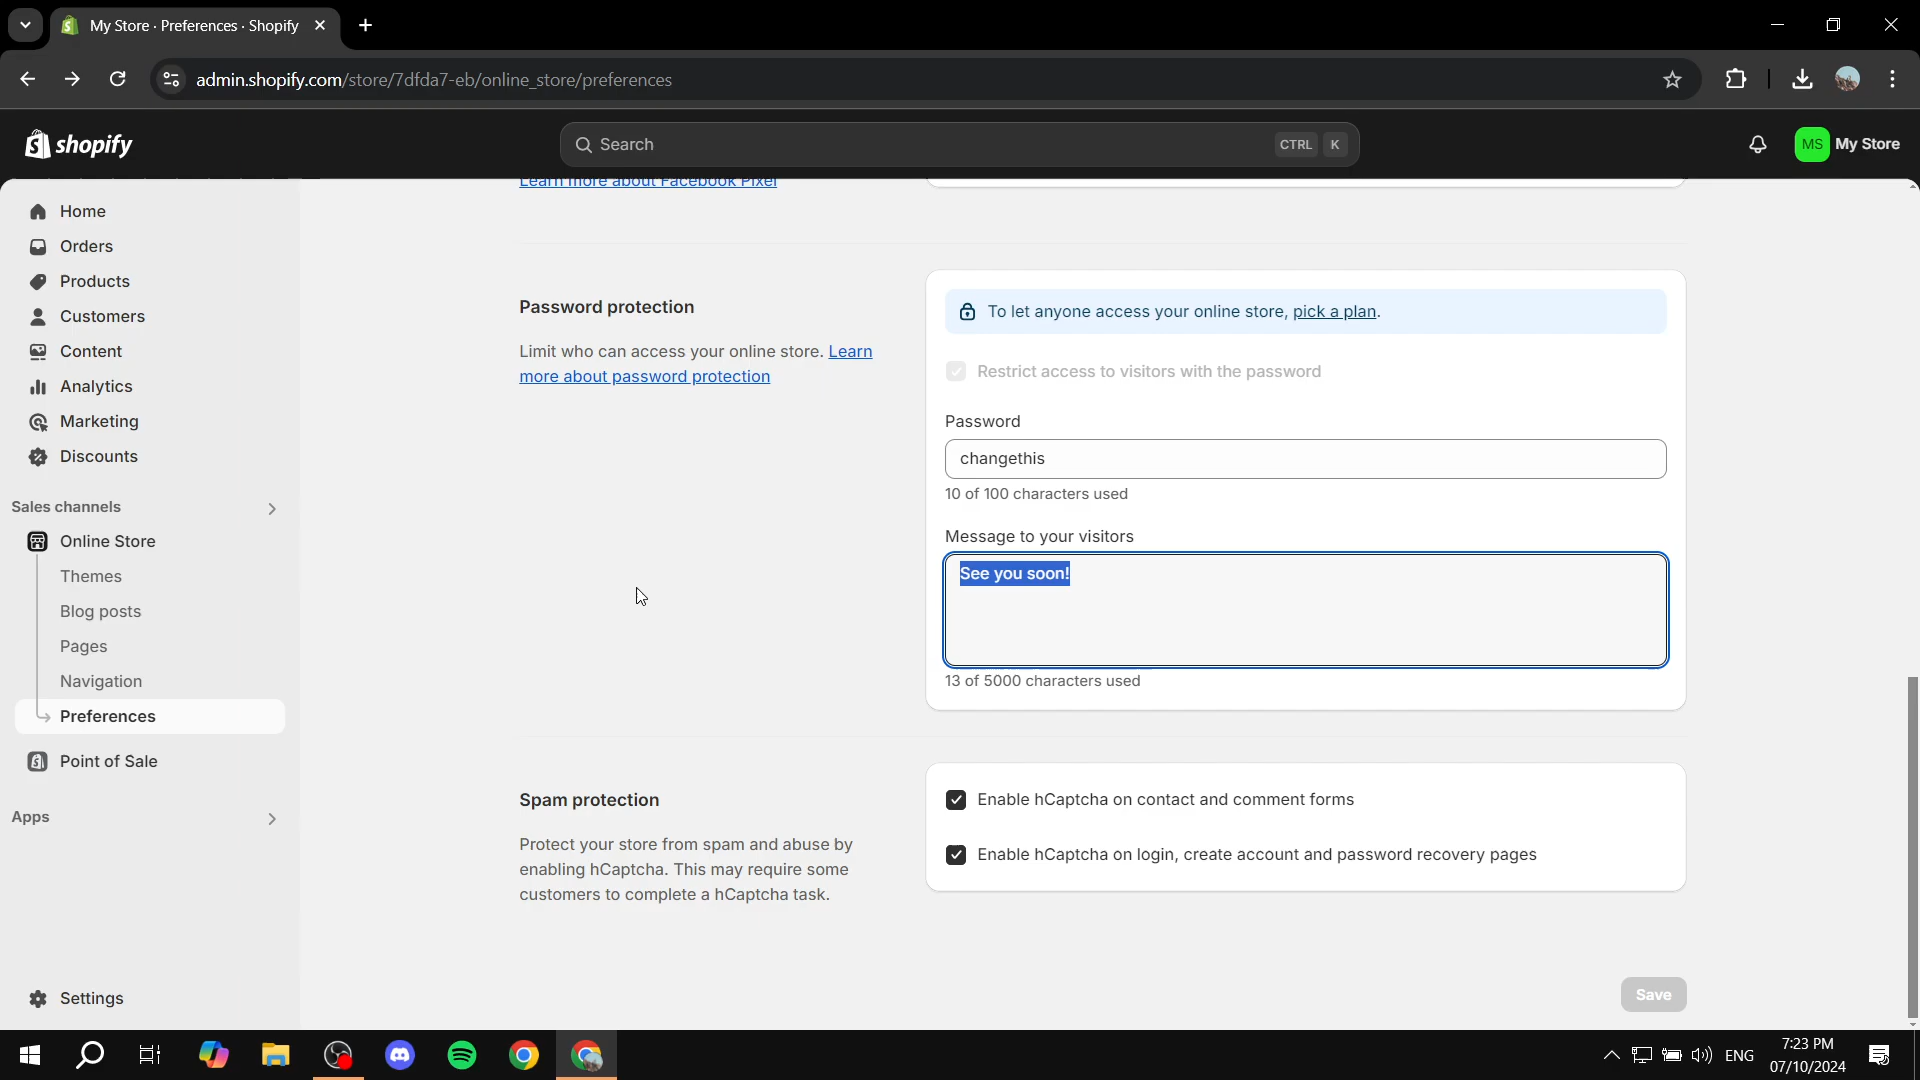 My Store · Preferences · Shopify
admin.shopify.com/store/7dfda7-eb/online_store/preferences
shopify
Search
CTRL K
MS My Store
Learn more about Facebook Pixel
Home
Orders
Products
Customers
Content
Analytics
Marketing
Discounts
Sales channels
Online Store
Themes
Blog posts
Pages
Navigation
Preferences
Point of Sale
Apps
Settings
Password protection
Limit who can access your online store. Learn
more about password protection
To let anyone access your online store, pick a plan.
Restrict access to visitors with the password
Password
changethis
10 of 100 characters used
Message to your visitors
See you soon!
13 of 5000 characters used
Spam protection
Protect your store from spam and abuse by
enabling hCaptcha. This may require some
customers to complete a hCaptcha task.
Enable hCaptcha on contact and comment forms
Enable hCaptcha on login, create account and password recovery pages
Save
ENG
7:23 PM
07/10/2024